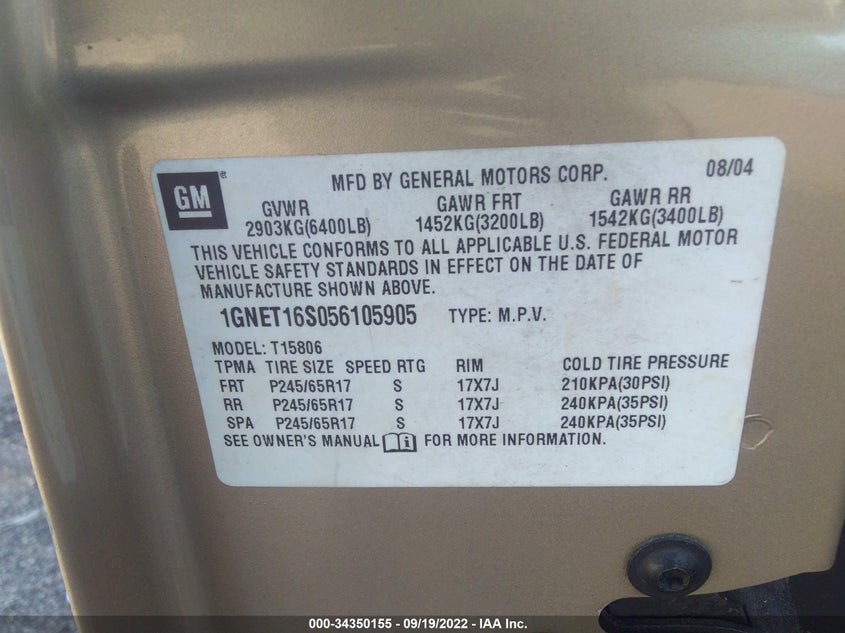 GM
MFD BY GENERAL MOTORS CORP. 08/04
GVWR GAWR FRT GAWR RR
2903KG(6400LB) 1452KG(3200LB) 1542KG(3400LB)
THIS VEHICLE CONFORMS TO ALL APPLICABLE U.S. FEDERAL MOTOR
VEHICLE SAFETY STANDARDS IN EFFECT ON THE DATE OF
MANUFACTURE SHOWN ABOVE.
1GNET16S056105905 TYPE: M.P.V.
MODEL: T15806
TPMA TIRE SIZE SPEED RTG RIM COLD TIRE PRESSURE
FRT P245/65R17 S 17X7J 210KPA(30PSI)
RR P245/65R17 S 17X7J 240KPA(35PSI)
SPA P245/65R17 S 17X7J 240KPA(35PSI)
SEE OWNER'S MANUAL i FOR MORE INFORMATION.
000-34350155 - 09/19/2022 - IAA Inc.